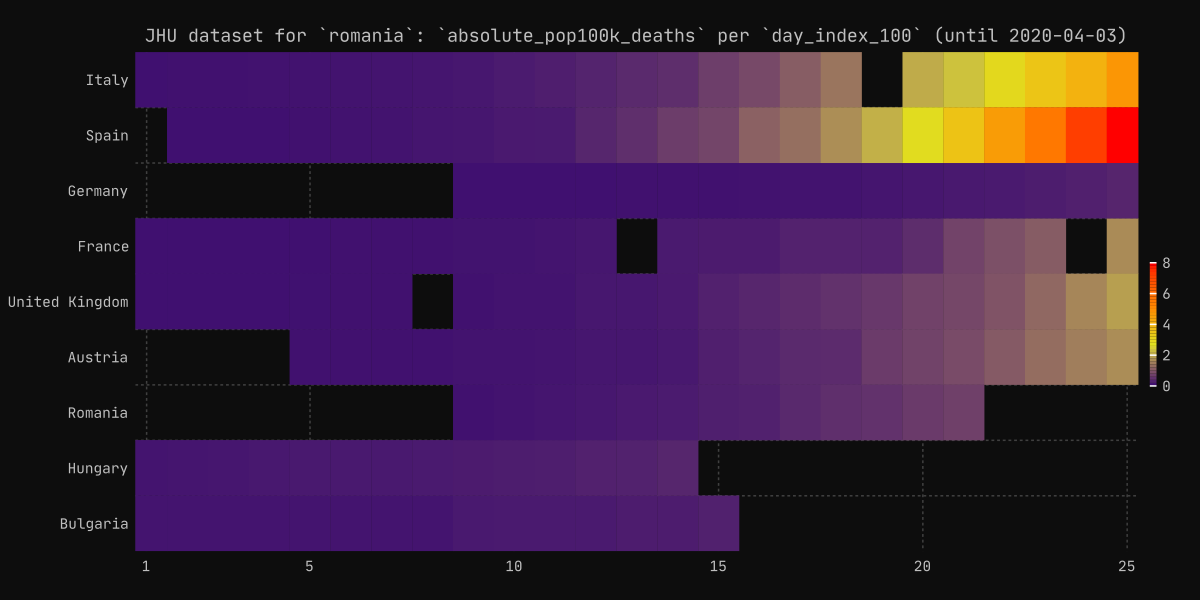 JHU dataset for `romania`: `absolute_pop100k_deaths` per `day_index_100` (until 2020-04-03)
Italy
Spain
Germany
France
United Kingdom
Austria
Romania
Hungary
Bulgaria
8
6
4
2
0
1 5 10 15 20 25